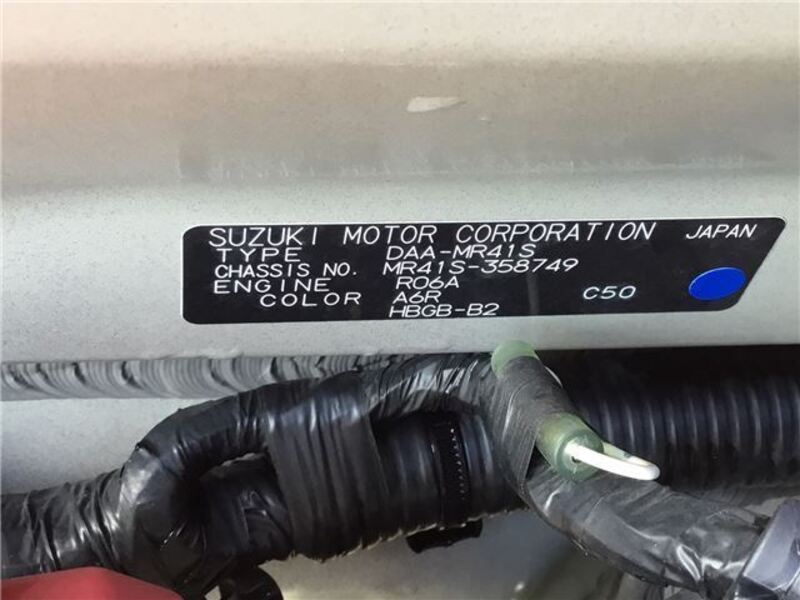 SUZUKI MOTOR CORPORATION JAPAN
TYPE DAA-MR41S
CHASSIS NO. MR41S-358749
ENGINE R06A
COLOR A6R C50
HBGB-B2